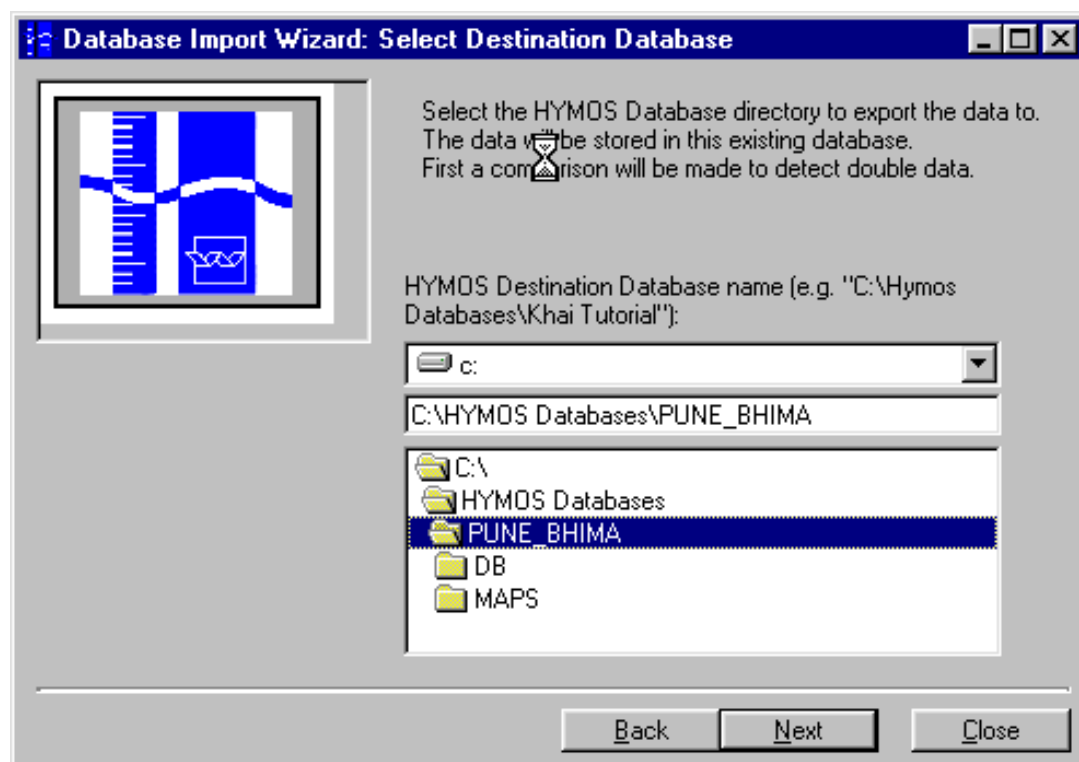 Database Import Wizard: Select Destination Database
Select the HYMOS Database directory to export the data to.
The data be stored in this existing database.
First a comparison will be made to detect double data.
HYMOS Destination Database name (e.g. "C:\Hymos
Databases\Khai Tutorial"):
c:
C:\HYMOS Databases\PUNE_BHIMA
C:\
HYMOS Databases
PUNE_BHIMA
DB
MAPS
Back Next Close